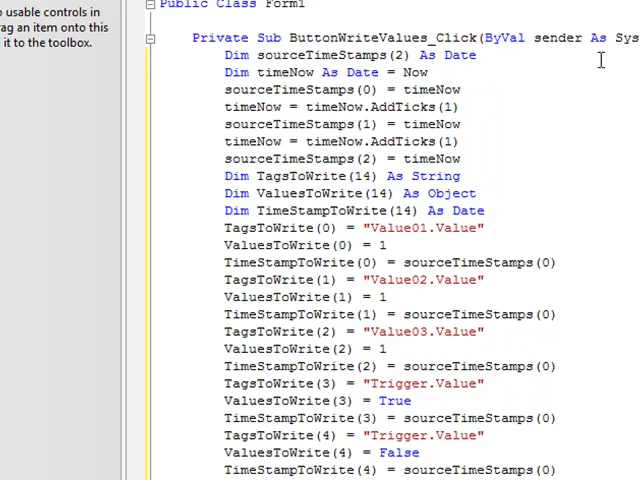 o usable controls in
rag an item onto this
it to the toolbox.
Public Class Form1
Private Sub ButtonWriteValues_Click(ByVal sender As Sys
Dim sourceTimeStamps(2) As Date
Dim timeNow As Date = Now
sourceTimeStamps(0) = timeNow
timeNow = timeNow.AddTicks(1)
sourceTimeStamps(1) = timeNow
timeNow = timeNow.AddTicks(1)
sourceTimeStamps(2) = timeNow
Dim TagsToWrite(14) As String
Dim ValuesToWrite(14) As Object
Dim TimeStampToWrite(14) As Date
TagsToWrite(0) = "Value01.Value"
ValuesToWrite(0) = 1
TimeStampToWrite(0) = sourceTimeStamps(0)
TagsToWrite(1) = "Value02.Value"
ValuesToWrite(1) = 1
TimeStampToWrite(1) = sourceTimeStamps(0)
TagsToWrite(2) = "Value03.Value"
ValuesToWrite(2) = 1
TimeStampToWrite(2) = sourceTimeStamps(0)
TagsToWrite(3) = "Trigger.Value"
ValuesToWrite(3) = True
TimeStampToWrite(3) = sourceTimeStamps(0)
TagsToWrite(4) = "Trigger.Value"
ValuesToWrite(4) = False
TimeStampToWrite(4) = sourceTimeStamps(0)